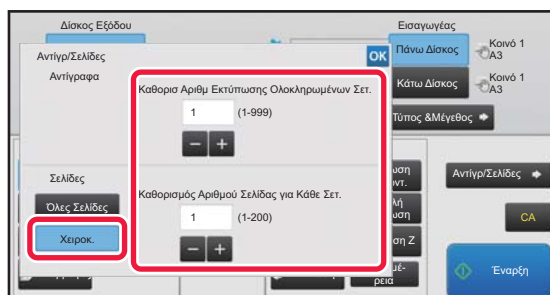 Δίσκος Εξόδου
Εισαγωγέας
Αντίγρ/Σελίδες
OK
Πάνω Δίσκος
Κοινό 1
A3
Αντίγραφα
Καθορισ Αριθμ Εκτύπωσης Ολοκληρωμένων Σετ.
Κάτω Δίσκος
Κοινό 1
A3
1
(1-999)
Τύπος &Μέγεθος
Σελίδες
Αντίγρ/Σελίδες
Καθορισμός Αριθμού Σελίδας για Κάθε Σετ.
Όλες Σελίδες
1
(1-200)
CA
Χειροκ.
Έναρξη